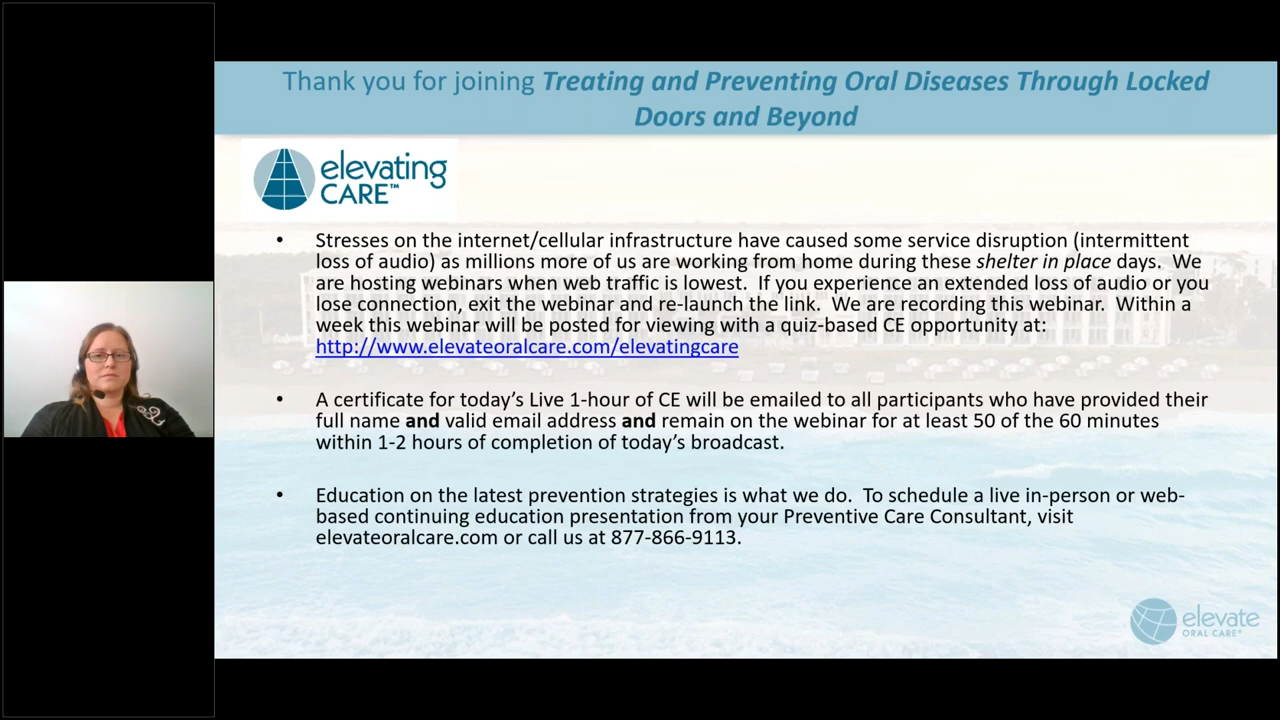 Thank you for joining Treating and Preventing Oral Diseases Through Locked
Doors and Beyond
elevating
CARE™
• Stresses on the internet/cellular infrastructure have caused some service disruption (intermittent
loss of audio) as millions more of us are working from home during these shelter in place days.  We
are hosting webinars when web traffic is lowest.  If you experience an extended loss of audio or you
lose connection, exit the webinar and re-launch the link.  We are recording this webinar.  Within a
week this webinar will be posted for viewing with a quiz-based CE opportunity at:
http://www.elevateoralcare.com/elevatingcare
• A certificate for today’s Live 1-hour of CE will be emailed to all participants who have provided their
full name and valid email address and remain on the webinar for at least 50 of the 60 minutes
within 1-2 hours of completion of today’s broadcast.
• Education on the latest prevention strategies is what we do.  To schedule a live in-person or web-
based continuing education presentation from your Preventive Care Consultant, visit
elevateoralcare.com or call us at 877-866-9113.
elevate
ORAL CARE®